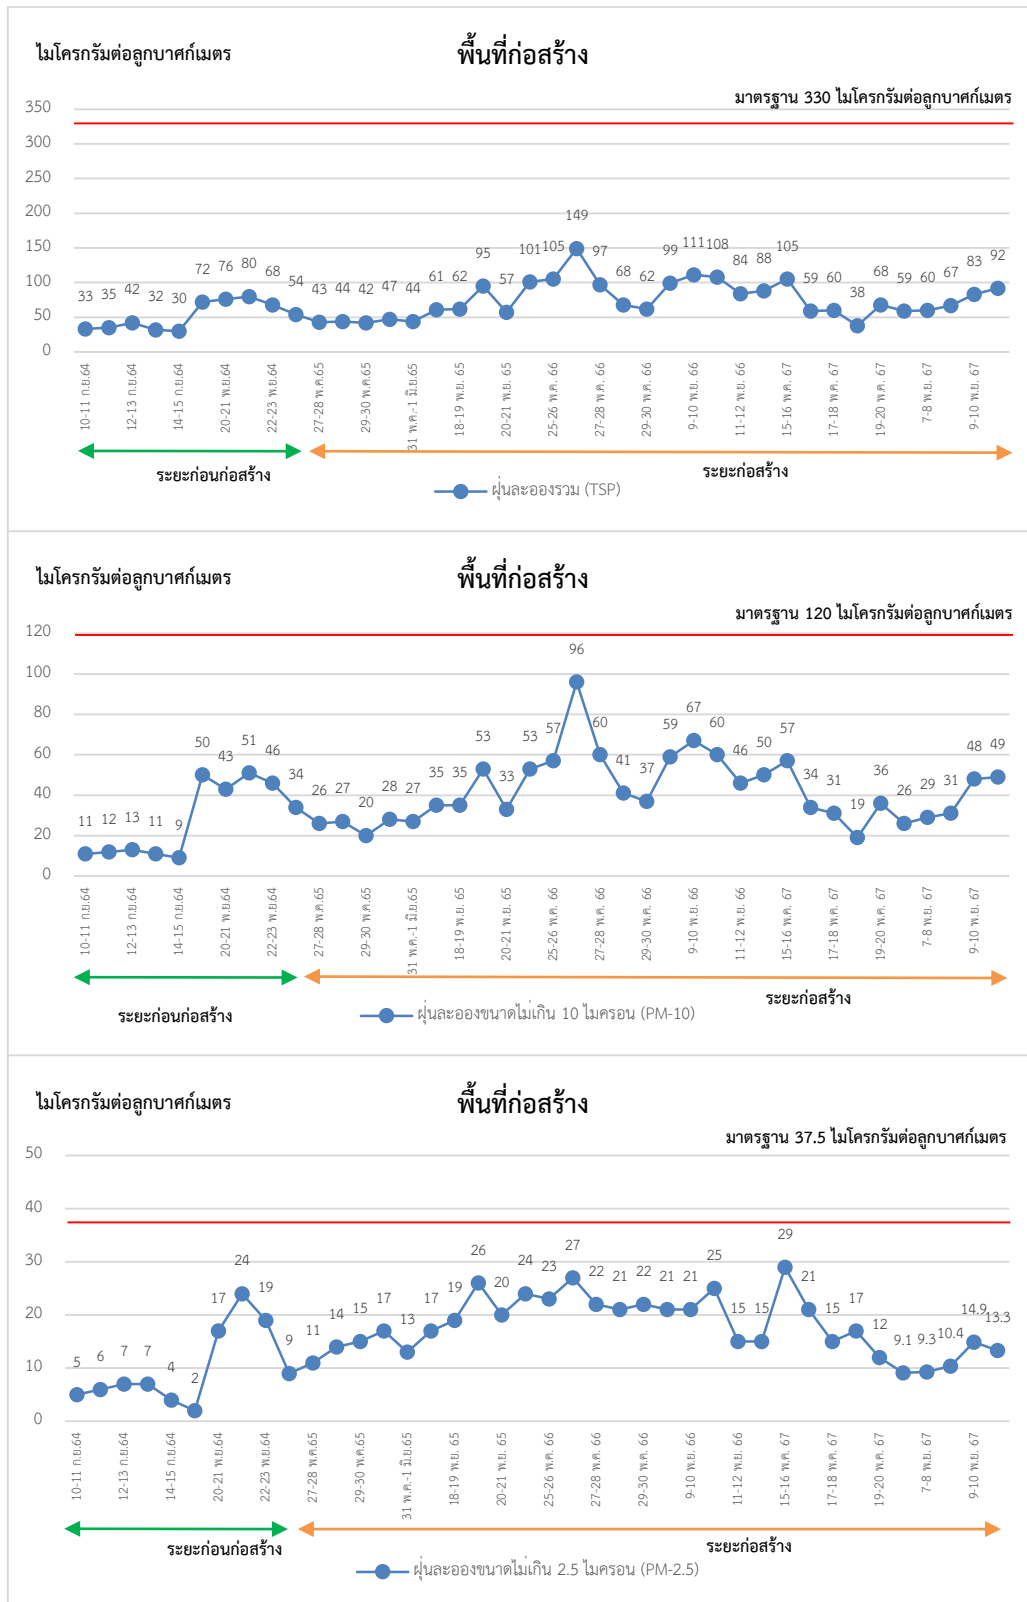 ไมโครกรัมต่อลูกบาศก์เมตร
พื้นที่ก่อสร้าง
มาตรฐาน 330 ไมโครกรัมต่อลูกบาศก์เมตร
350
300
250
200
150
100
50
0
33 35 42 32 30 72 76 80 68 54 43 44 42 47 44 61 62 95 57 101 105 149 97 68 62 99 111 108 84 88 105 59 60 38 68 59 60 67 83 92
10-11 ก.ย.64 12-13 ก.ย.64 14-15 ก.ย.64 20-21 พ.ย.64 22-23 พ.ย.64 27-28 พ.ค.65 29-30 พ.ค.65 31 พ.ค.-1 มิ.ย.65 18-19 พ.ย. 65 20-21 พ.ย. 65 25-26 พ.ค. 66 27-28 พ.ค. 66 29-30 พ.ค. 66 9-10 พ.ย. 66 11-12 พ.ย. 66 15-16 พ.ค. 67 17-18 พ.ค. 67 19-20 พ.ค. 67 7-8 พ.ย. 67 9-10 พ.ย. 67
ระยะก่อนก่อสร้าง
ระยะก่อสร้าง
ฝุ่นละอองรวม (TSP)
ไมโครกรัมต่อลูกบาศก์เมตร
พื้นที่ก่อสร้าง
มาตรฐาน 120 ไมโครกรัมต่อลูกบาศก์เมตร
120
100
80
60
40
20
0
11 12 13 11 9 50 43 51 46 34 26 27 20 28 27 35 35 53 33 53 57 96 60 41 37 59 67 60 46 50 57 34 31 19 36 26 29 31 48 49
10-11 ก.ย.64 12-13 ก.ย.64 14-15 ก.ย.64 20-21 พ.ย.64 22-23 พ.ย.64 27-28 พ.ค.65 29-30 พ.ค.65 31 พ.ค.-1 มิ.ย.65 18-19 พ.ย. 65 20-21 พ.ย. 65 25-26 พ.ค. 66 27-28 พ.ค. 66 29-30 พ.ค. 66 9-10 พ.ย. 66 11-12 พ.ย. 66 15-16 พ.ค. 67 17-18 พ.ค. 67 19-20 พ.ค. 67 7-8 พ.ย. 67 9-10 พ.ย. 67
ระยะก่อนก่อสร้าง
ระยะก่อสร้าง
ฝุ่นละอองขนาดไม่เกิน 10 ไมครอน (PM-10)
ไมโครกรัมต่อลูกบาศก์เมตร
พื้นที่ก่อสร้าง
มาตรฐาน 37.5 ไมโครกรัมต่อลูกบาศก์เมตร
50
40
30
20
10
0
5 6 7 7 4 2 17 24 19 9 11 14 15 17 13 17 19 26 20 24 23 27 22 21 22 21 21 25 15 15 29 21 15 17 12 9.1 9.3 10.4 14.9 13.3
10-11 ก.ย.64 12-13 ก.ย.64 14-15 ก.ย.64 20-21 พ.ย.64 22-23 พ.ย.64 27-28 พ.ค.65 29-30 พ.ค.65 31 พ.ค.-1 มิ.ย.65 18-19 พ.ย. 65 20-21 พ.ย. 65 25-26 พ.ค. 66 27-28 พ.ค. 66 29-30 พ.ค. 66 9-10 พ.ย. 66 11-12 พ.ย. 66 15-16 พ.ค. 67 17-18 พ.ค. 67 19-20 พ.ค. 67 7-8 พ.ย. 67 9-10 พ.ย. 67
ระยะก่อนก่อสร้าง
ระยะก่อสร้าง
ฝุ่นละอองขนาดไม่เกิน 2.5 ไมครอน (PM-2.5)